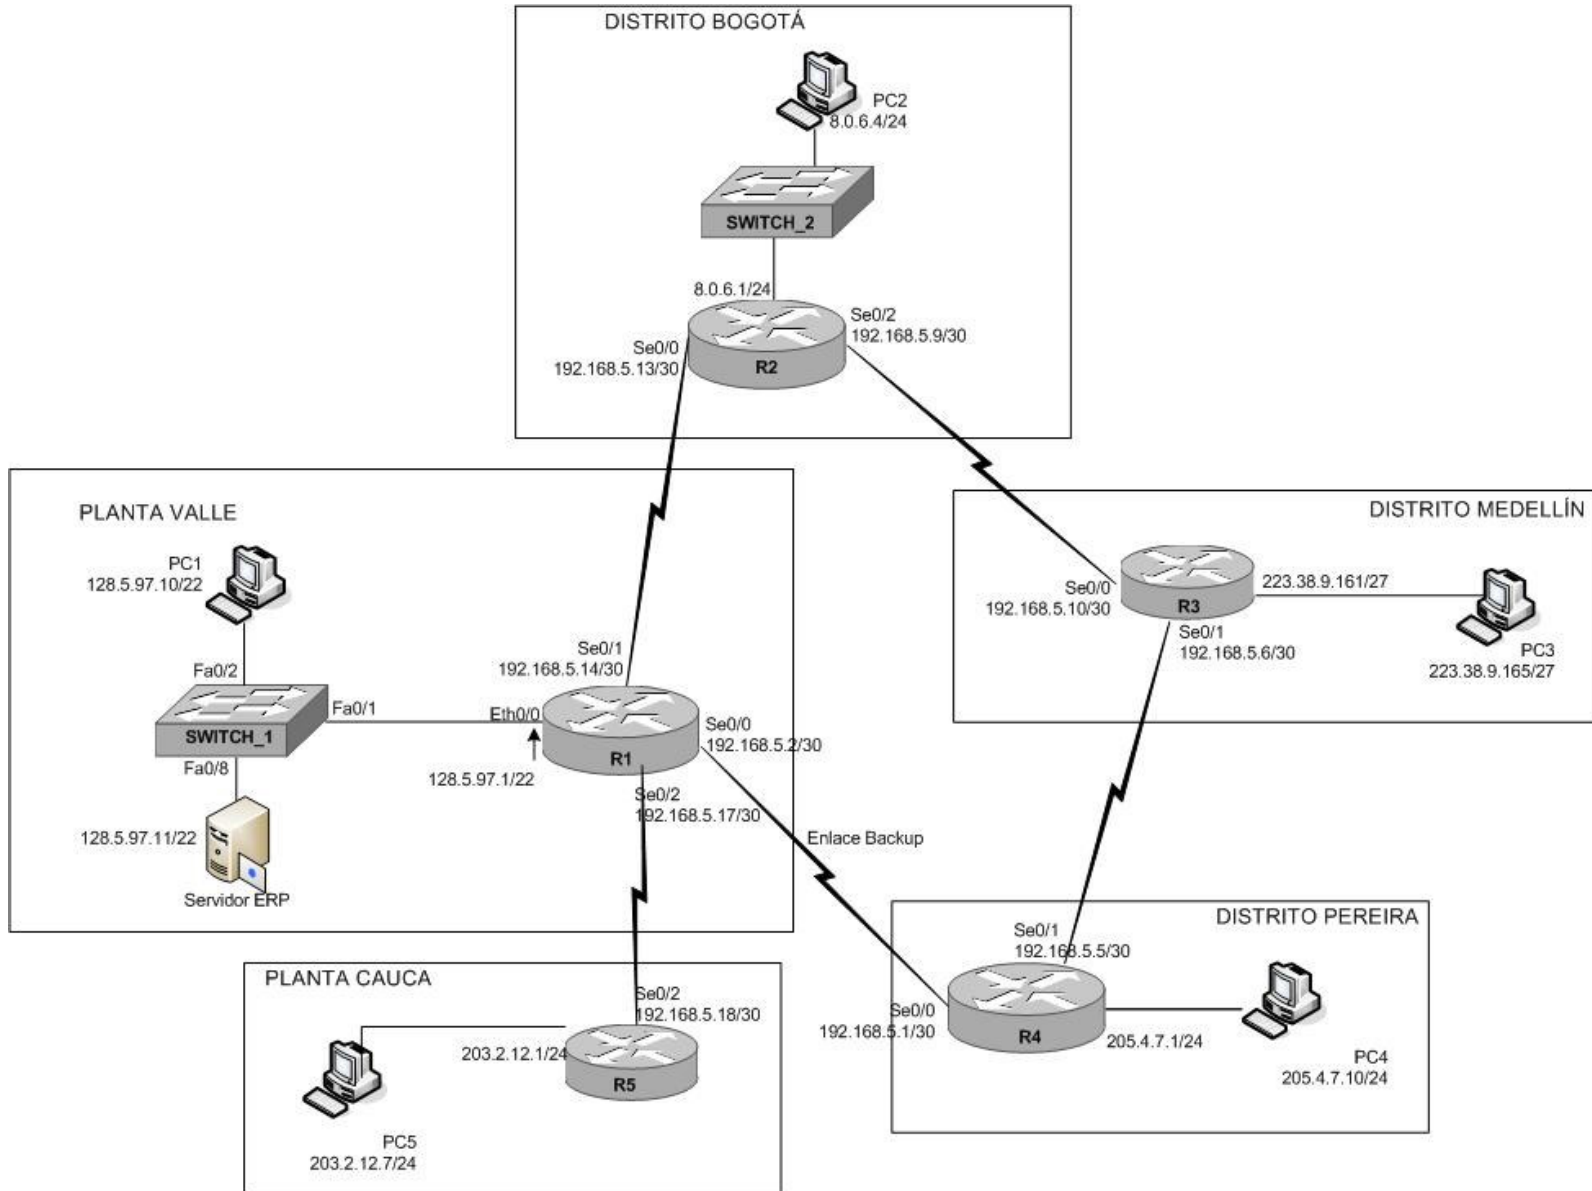 DISTRITO BOGOTÁ
PC2
8.0.6.4/24
SWITCH_2
8.0.6.1/24
Se0/2
192.168.5.9/30
Se0/0
192.168.5.13/30
R2
PLANTA VALLE
PC1
128.5.97.10/22
Fa0/2
Fa0/1
SWITCH_1
Fa0/8
128.5.97.11/22
Servidor ERP
Se0/1
192.168.5.14/30
Eth0/0
128.5.97.1/22
R1
Se0/0
192.168.5.2/30
Se0/2
192.168.5.17/30
Enlace Backup
DISTRITO MEDELLÍN
Se0/0
192.168.5.10/30
R3
223.38.9.161/27
Se0/1
192.168.5.6/30
PC3
223.38.9.165/27
PLANTA CAUCA
Se0/2
192.168.5.18/30
203.2.12.1/24
R5
PC5
203.2.12.7/24
DISTRITO PEREIRA
Se0/1
192.168.5.5/30
Se0/0
192.168.5.1/30
R4
205.4.7.1/24
PC4
205.4.7.10/24